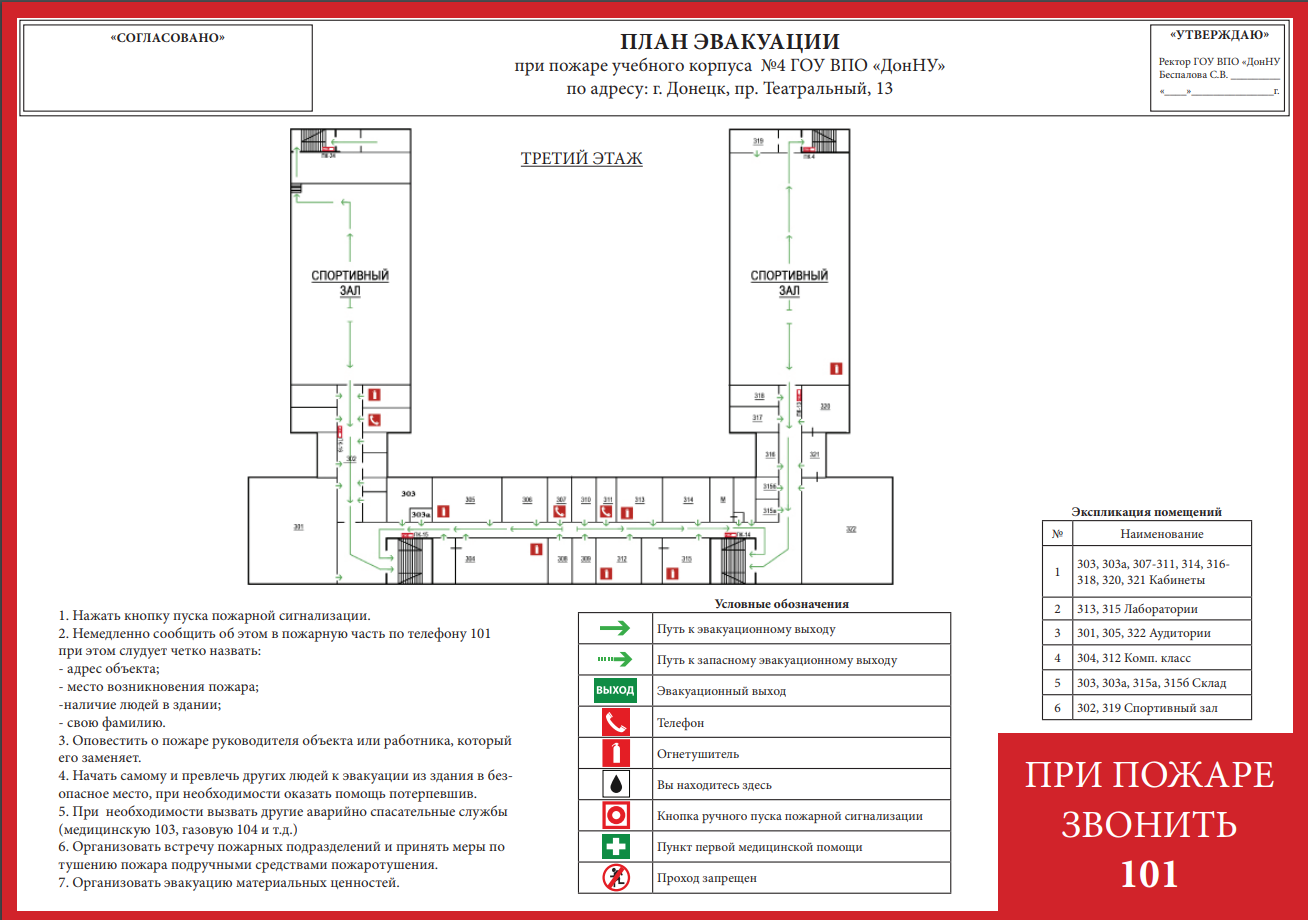 «СОГЛАСОВАНО»
ПЛАН ЭВАКУАЦИИ
при пожаре учебного корпуса №4 ГОУ ВПО «ДонНУ»
по адресу: г. Донецк, пр. Театральный, 13
«УТВЕРЖДАЮ»
Ректор ГОУ ВПО «ДонНУ
Беспалова С.В. __________
«____»________________г.
ТРЕТИЙ ЭТАЖ
ПК-24
319
ПК-4
СПОРТИВНЫЙ
ЗАЛ
СПОРТИВНЫЙ
ЗАЛ
318
320
317
ПК-13
302
316
321
301
303
303а
305
306
307
310
311
313
314
М
315б
315а
322
ПК-15
ПК-14
304
308
309
312
315
1. Нажать кнопку пуска пожарной сигнализации.
2. Немедленно сообщить об этом в пожарную часть по телефону 101
при этом слудует четко назвать:
- адрес объекта;
- место возникновения пожара;
-наличие людей в здании;
- свою фамилию.
3. Оповестить о пожаре руководителя объекта или работника, который
его заменяет.
4. Начать самому и превлечь других людей к эвакуации из здания в без-
опасное место, при необходимости оказать помощь потерпевшив.
5. При необходимости вызвать другие аварийно спасательные службы
(медицинскую 103, газовую 104 и т.д.)
6. Организовать встречу пожарных подразделений и принять меры по
тушению пожара подручными средствами пожаротушения.
7. Организовать эвакуацию материальных ценностей.
Условные обозначения
Путь к эвакуационному выходу
Путь к запасному эвакуационному выходу
ВЫХОД Эвакуационный выход
Телефон
Огнетушитель
Вы находитесь здесь
Кнопка ручного пуска пожарной сигнализации
Пункт первой медицинской помощи
Проход запрещен
Экспликация помещений
№ Наименование
1 303, 303а, 307-311, 314, 316-
318, 320, 321 Кабинеты
2 313, 315 Лаборатории
3 301, 305, 322 Аудитории
4 304, 312 Комп. класс
5 303, 303а, 315а, 315б Склад
6 302, 319 Спортивный зал
ПРИ ПОЖАРЕ
ЗВОНИТЬ
101